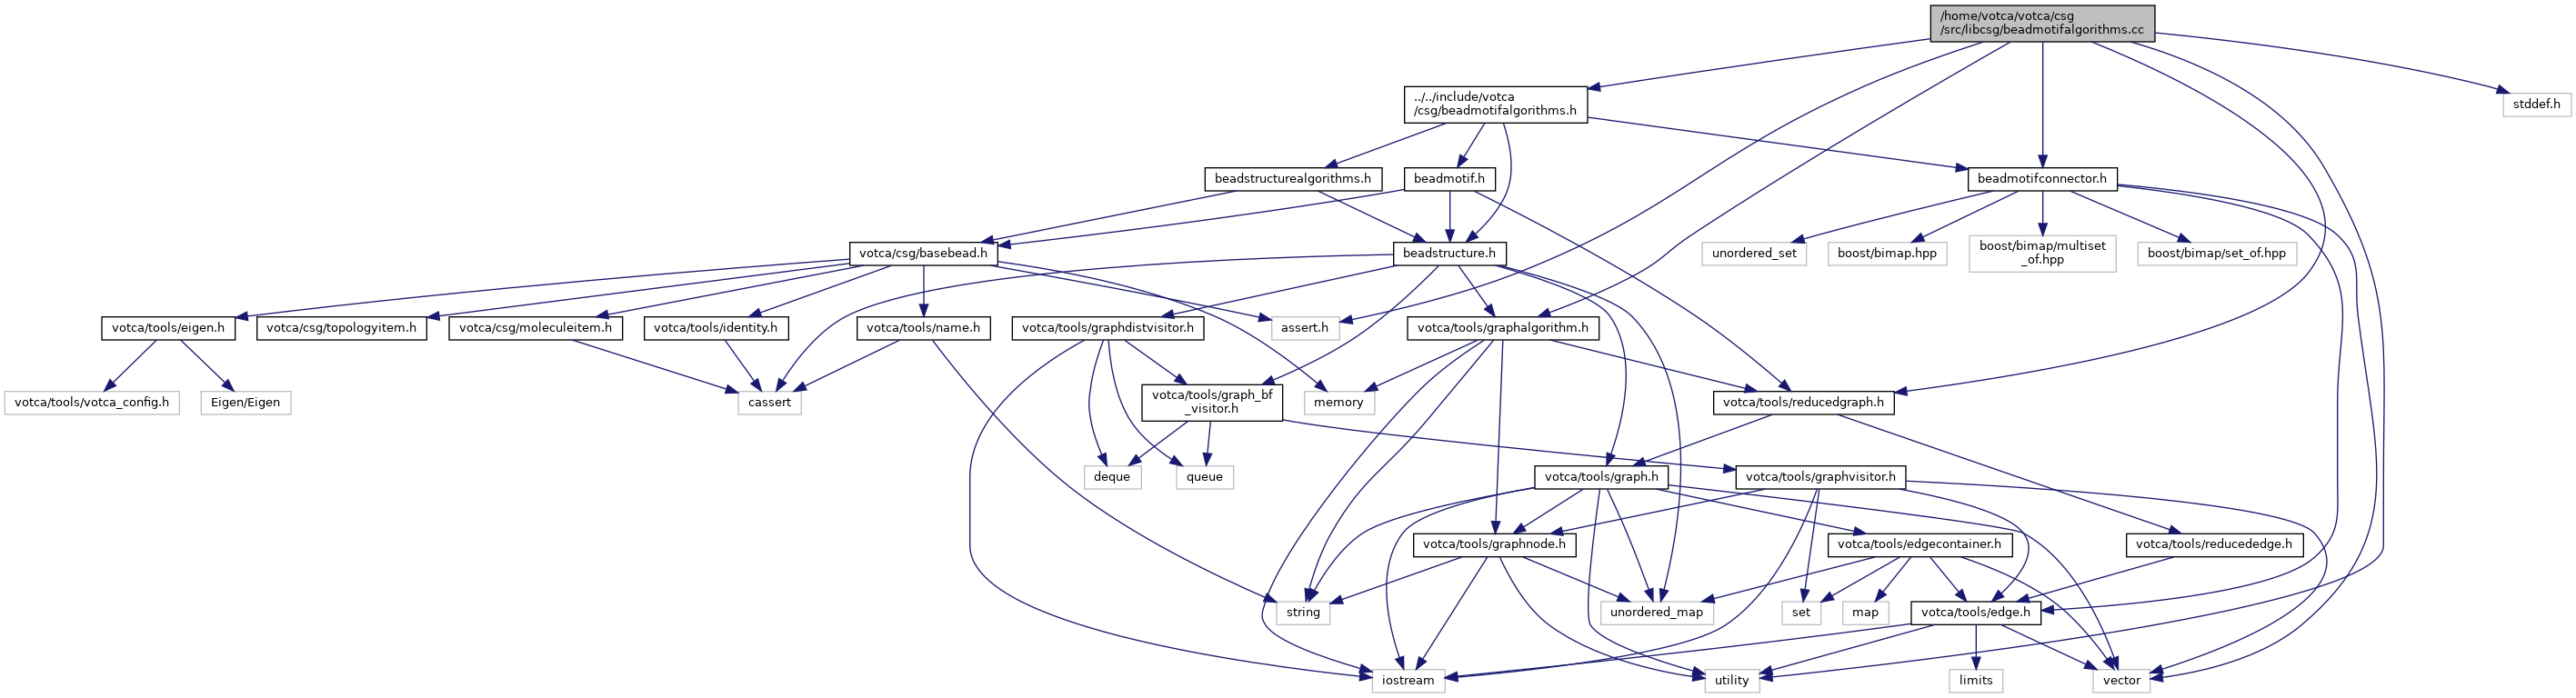 /home/votca/votca/csg
/src/libcsg/beadmotifalgorithms.cc
../../include/votca
/csg/beadmotifalgorithms.h
stddef.h
beadstructurealgorithms.h
beadmotif.h
beadmotifconnector.h
votca/csg/basebead.h
beadstructure.h
unordered_set
boost/bimap.hpp
boost/bimap/multiset
_of.hpp
boost/bimap/set_of.hpp
votca/tools/eigen.h
votca/csg/topologyitem.h
votca/csg/moleculeitem.h
votca/tools/identity.h
votca/tools/name.h
votca/tools/graphdistvisitor.h
assert.h
votca/tools/graphalgorithm.h
votca/tools/votca_config.h
Eigen/Eigen
cassert
votca/tools/graph_bf
_visitor.h
memory
votca/tools/reducedgraph.h
deque
queue
votca/tools/graph.h
votca/tools/graphvisitor.h
votca/tools/graphnode.h
votca/tools/edgecontainer.h
votca/tools/reducededge.h
string
unordered_map
set
map
votca/tools/edge.h
iostream
utility
limits
vector